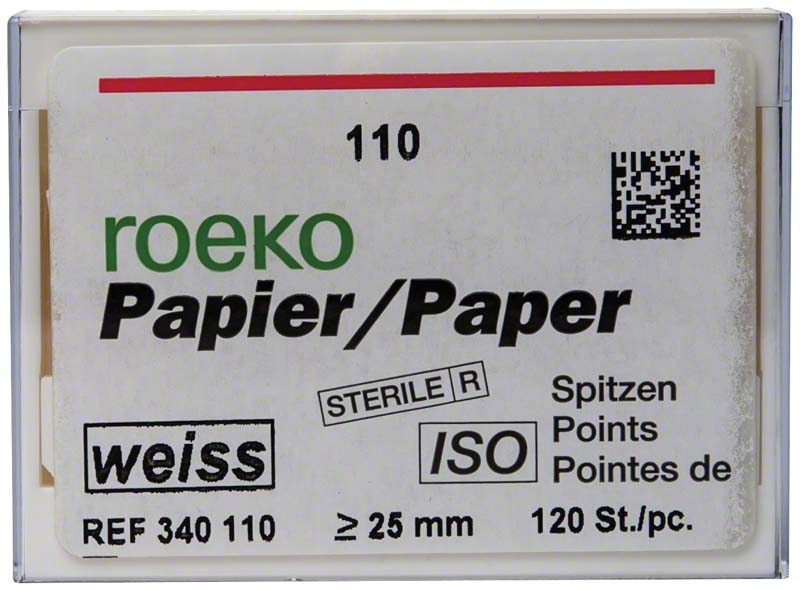 110
roeko
Papier/Paper
STERILE R
Spitzen
weiss
ISO
Points
Pointes de
REF 340 110
≥ 25 mm
120 St./pc.